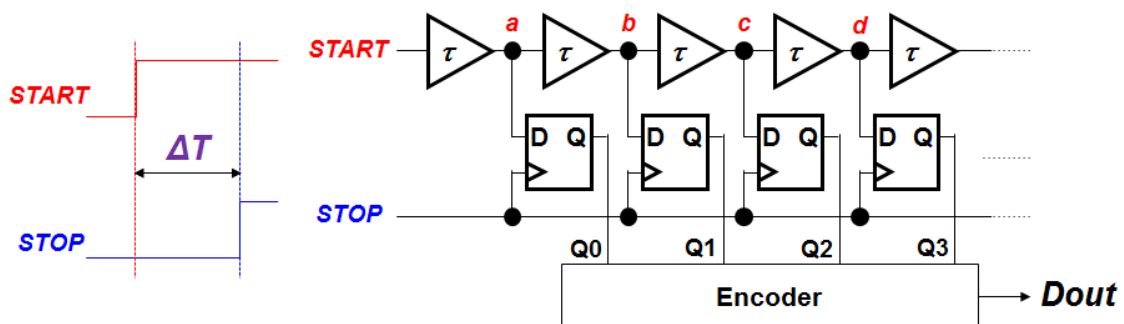 START
ΔT
STOP
START
a b c d
τ τ τ τ τ
D Q D Q D Q D Q
STOP
Q0 Q1 Q2 Q3
Encoder
Dout